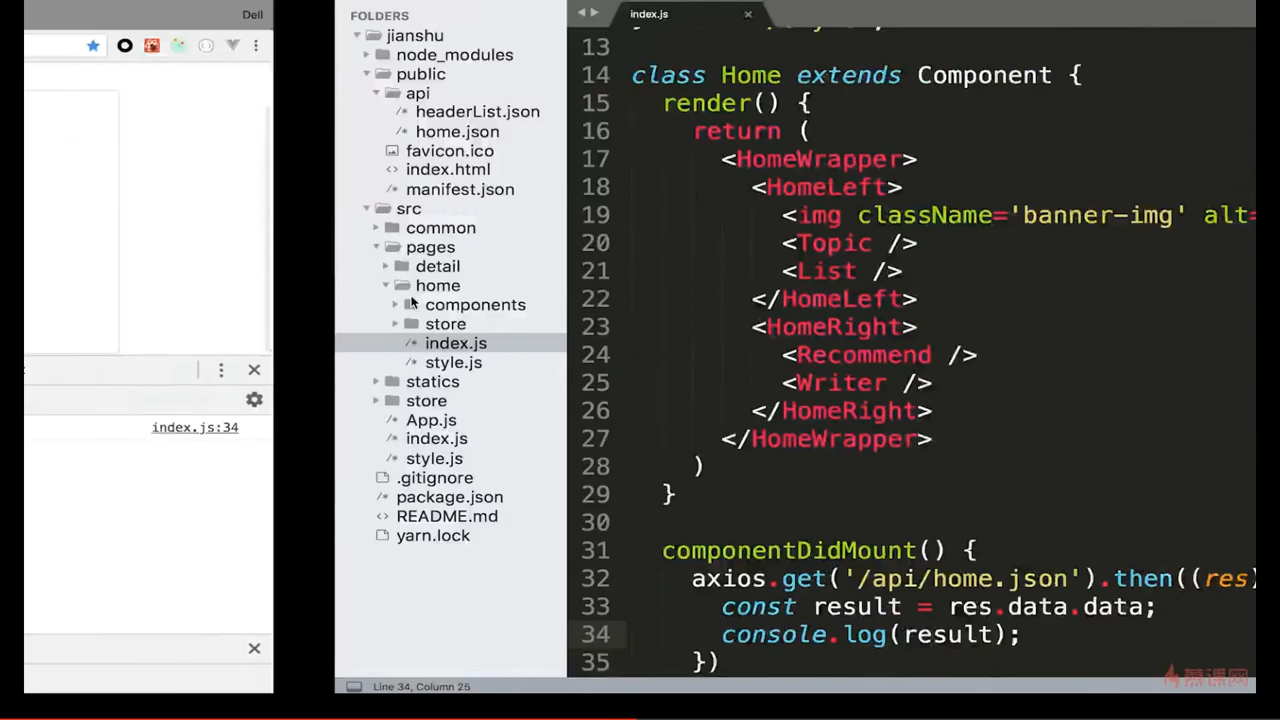 Dell
index.js:34
FOLDERS
jianshu
node_modules
public
api
headerList.json
home.json
favicon.ico
index.html
manifest.json
src
common
pages
detail
home
components
store
index.js
style.js
statics
store
App.js
index.js
style.js
.gitignore
package.json
README.md
yarn.lock
index.js
13
14 class Home extends Component {
15 render() {
16 return (
17 <HomeWrapper>
18 <HomeLeft>
19 <img className='banner-img' alt=
20 <Topic />
21 <List />
22 </HomeLeft>
23 <HomeRight>
24 <Recommend />
25 <Writer />
26 </HomeRight>
27 </HomeWrapper>
28 )
29 }
30
31 componentDidMount() {
32 axios.get('/api/home.json').then((res)
33 const result = res.data.data;
34 console.log(result);
35 })
Line 34, Column 25
慕课网